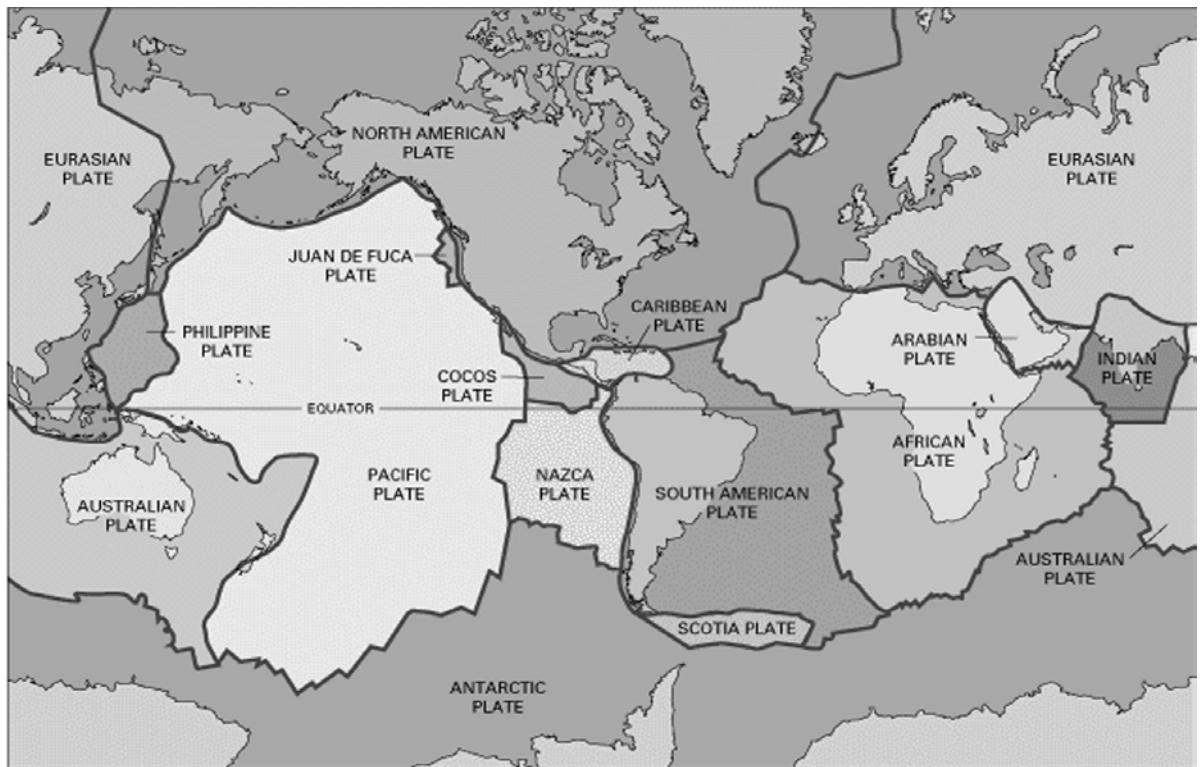 NORTH AMERICAN
PLATE
EURASIAN
PLATE
EURASIAN
PLATE
JUAN DE FUCA
PLATE
CARIBBEAN
PLATE
PHILIPPINE
PLATE
ARABIAN
PLATE
INDIAN
PLATE
COCOS
PLATE
EQUATOR
AFRICAN
PLATE
PACIFIC
PLATE
NAZCA
PLATE
SOUTH AMERICAN
PLATE
AUSTRALIAN
PLATE
AUSTRALIAN
PLATE
SCOTIA PLATE
ANTARCTIC
PLATE